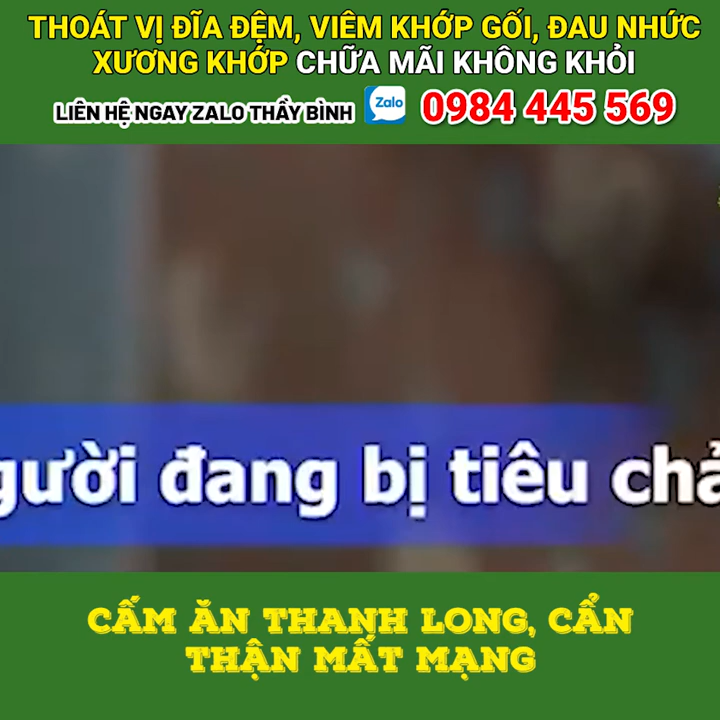 THOÁT VỊ ĐĨA ĐỆM, VIÊM KHỚP GỐI, ĐAU NHỨC
XƯƠNG KHỚP CHỮA MÃI KHÔNG KHỎI
LIÊN HỆ NGAY ZALO THẦY BÌNH Zalo 0984 445 569
gười đang bị tiêu chả
CẤM ĂN THANH LONG, CẨN
THẬN MẤT MẠNG